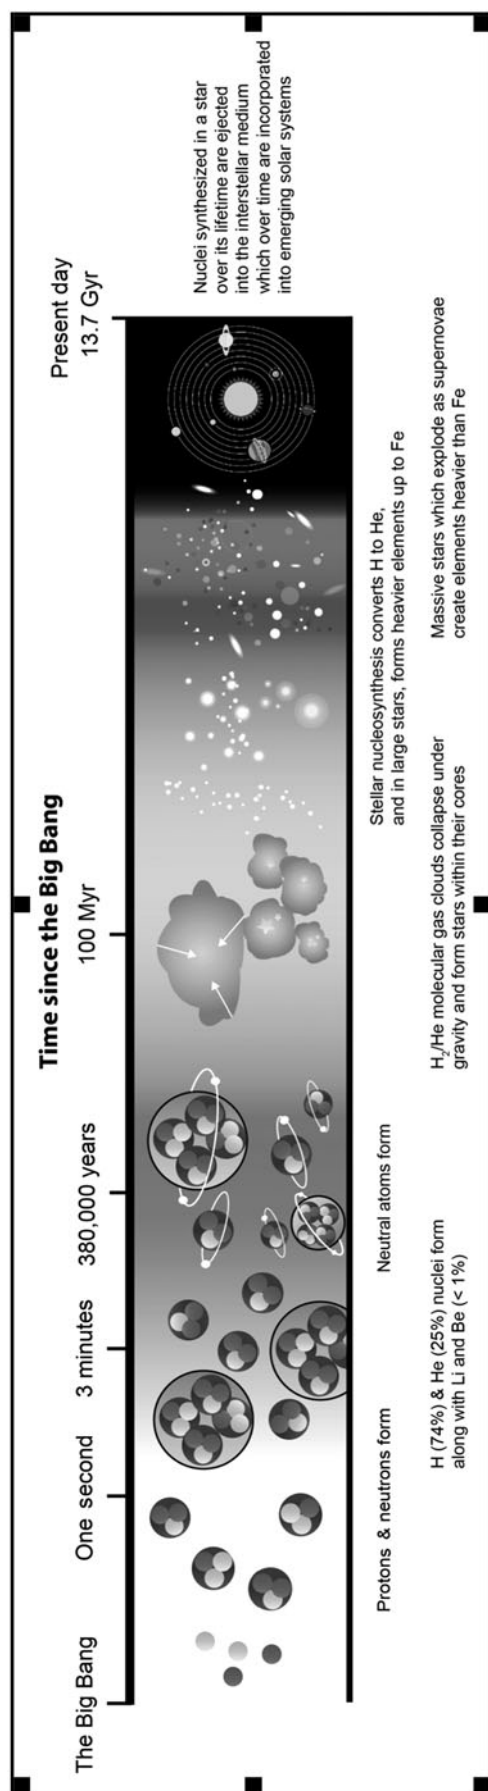 Time since the Big Bang
The Big Bang
One second
3 minutes
380,000 years
100 Myr
Present day
13.7 Gyr
Protons & neutrons form
H (74%) & He (25%) nuclei form
along with Li and Be (< 1%)
Neutral atoms form
H₂/He molecular gas clouds collapse under
gravity and form stars within their cores
Stellar nucleosynthesis converts H to He,
and in large stars, forms heavier elements up to Fe
Massive stars which explode as supernovae
create elements heavier than Fe
Nuclei synthesized in a star
over its lifetime are ejected
into the interstellar medium
which over time are incorporated
into emerging solar systems